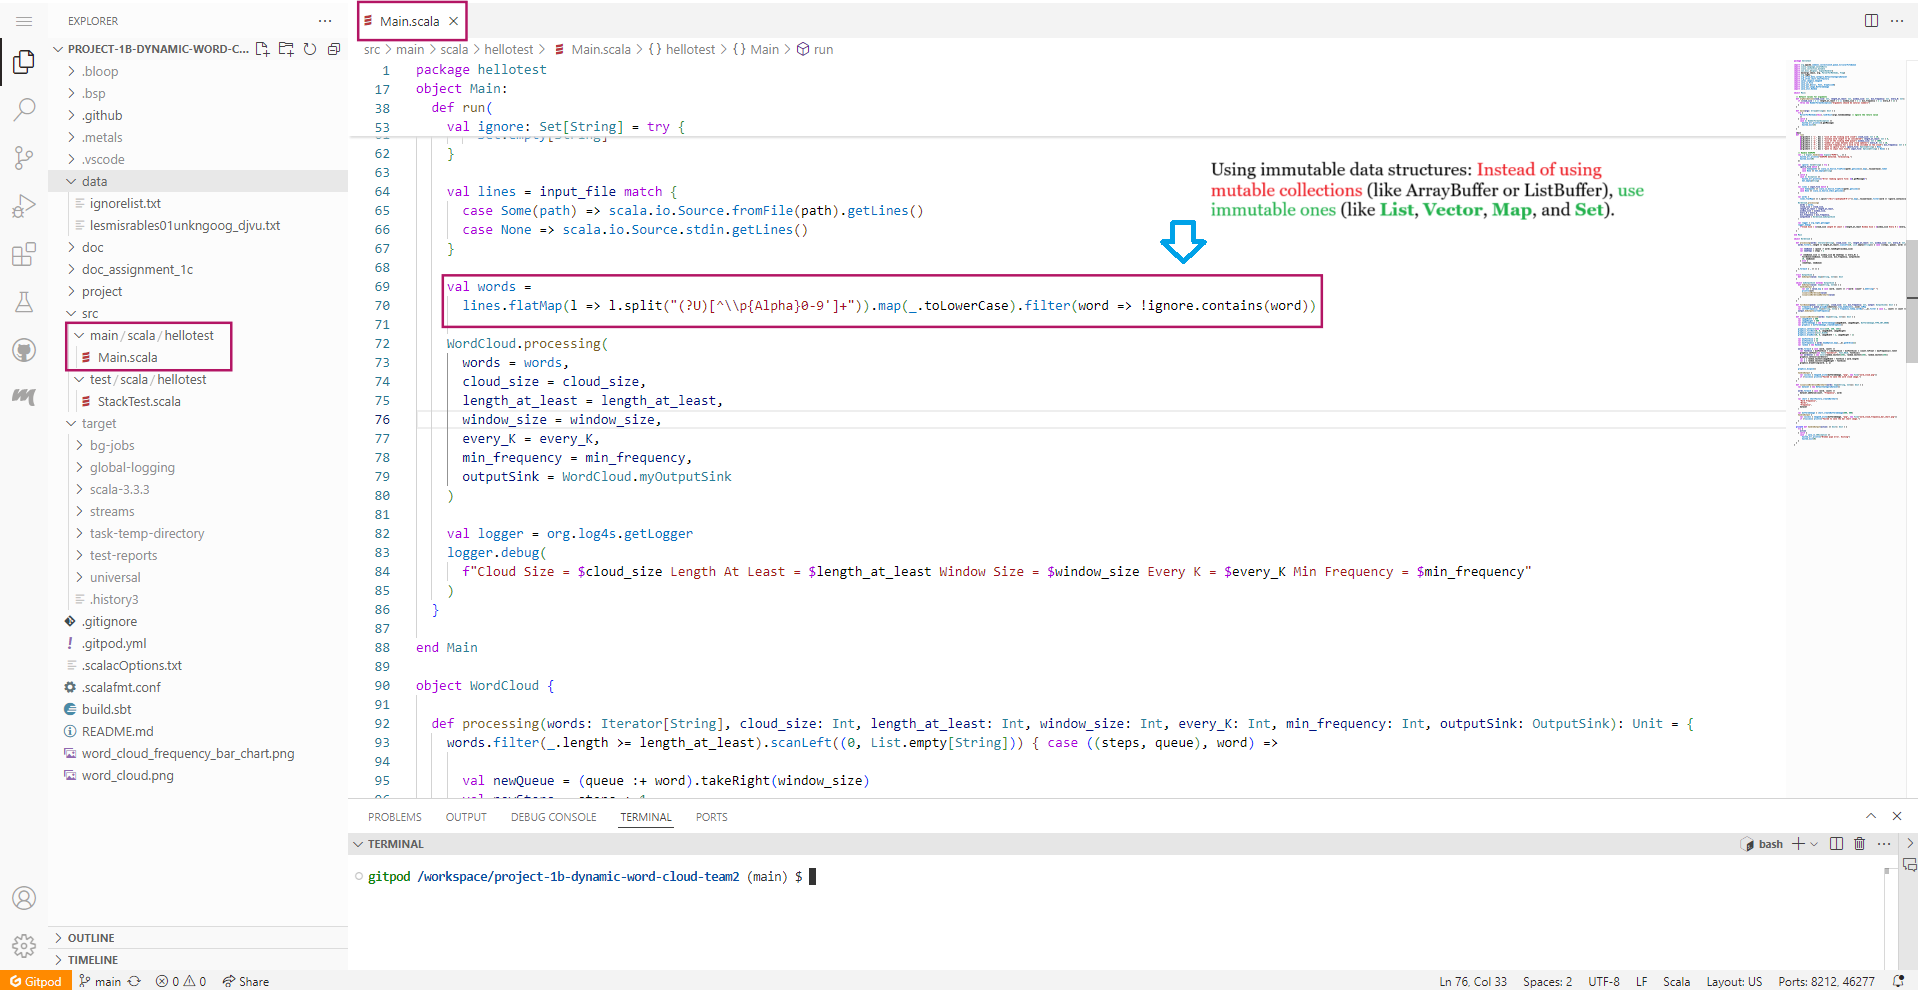 EXPLORER
PROJECT-1B-DYNAMIC-WORD-C...
.bloop
.bsp
.github
.metals
.vscode
data
ignorelist.txt
lesmisrables01unkngoog_djvu.txt
doc
doc_assignment_1c
project
src
main/scala/hellotest
Main.scala
test/scala/hellotest
StackTest.scala
target
bg-jobs
global-logging
scala-3.3.3
streams
task-temp-directory
test-reports
universal
.history3
.gitignore
.gitpod.yml
.scalacOptions.txt
.scalafmt.conf
build.sbt
README.md
word_cloud_frequency_bar_chart.png
word_cloud.png
OUTLINE
TIMELINE
Main.scala
src > main > scala > hellotest > Main.scala > {} hellotest > {} Main > run
1 package hellotest
17 object Main:
38 def run(
53 val ignore: Set[String] = try {
62 }
63
64 val lines = input_file match {
65 case Some(path) => scala.io.Source.fromFile(path).getLines()
66 case None => scala.io.Source.stdin.getLines()
67 }
68
69 val words =
70 lines.flatMap(l => l.split("(?U)[^\\p{Alpha}0-9']+")).map(_.toLowerCase).filter(word => !ignore.contains(word))
71
72 WordCloud.processing(
73 words = words,
74 cloud_size = cloud_size,
75 length_at_least = length_at_least,
76 window_size = window_size,
77 every_K = every_K,
78 min_frequency = min_frequency,
79 outputSink = WordCloud.myOutputSink
80 )
81
82 val logger = org.log4s.getLogger
83 logger.debug(
84 f"Cloud Size = $cloud_size Length At Least = $length_at_least Window Size = $window_size Every K = $every_K Min Frequency = $min_frequency"
85 )
86 }
87
88 end Main
89
90 object WordCloud {
91
92 def processing(words: Iterator[String], cloud_size: Int, length_at_least: Int, window_size: Int, every_K: Int, min_frequency: Int, outputSink: OutputSink): Unit = {
93 words.filter(_.length >= length_at_least).scanLeft((0, List.empty[String])) { case ((steps, queue), word) =>
94
95 val newQueue = (queue :+ word).takeRight(window_size)
Using immutable data structures: Instead of using
mutable collections (like ArrayBuffer or ListBuffer), use
immutable ones (like List, Vector, Map, and Set).
PROBLEMS OUTPUT DEBUG CONSOLE TERMINAL PORTS
TERMINAL
bash
gitpod /workspace/project-1b-dynamic-word-cloud-team2 (main) $
Gitpod main 0 0 Share
Ln 76, Col 33 Spaces: 2 UTF-8 LF Scala Layout: US Ports: 8212, 46277